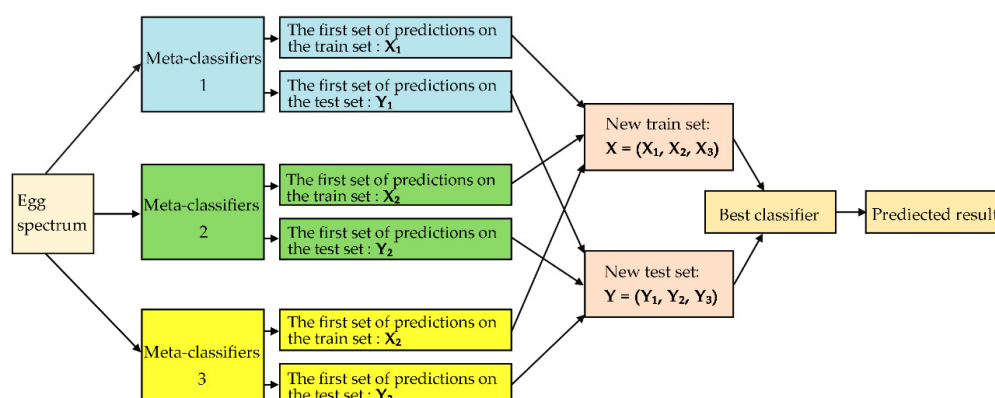 Egg
spectrum
Meta-classifiers
1
The first set of predictions on
the train set : X₁
The first set of predictions on
the test set : Y₁
Meta-classifiers
2
The first set of predictions on
the train set : X₂
The first set of predictions on
the test set : Y₂
Meta-classifiers
3
The first set of predictions on
the train set : X₂
The first set of predictions on
the test set :
New train set:
X = (X₁, X₂, X₃)
New test set:
Y = (Y₁, Y₂, Y₃)
Best classifier
Prediected result